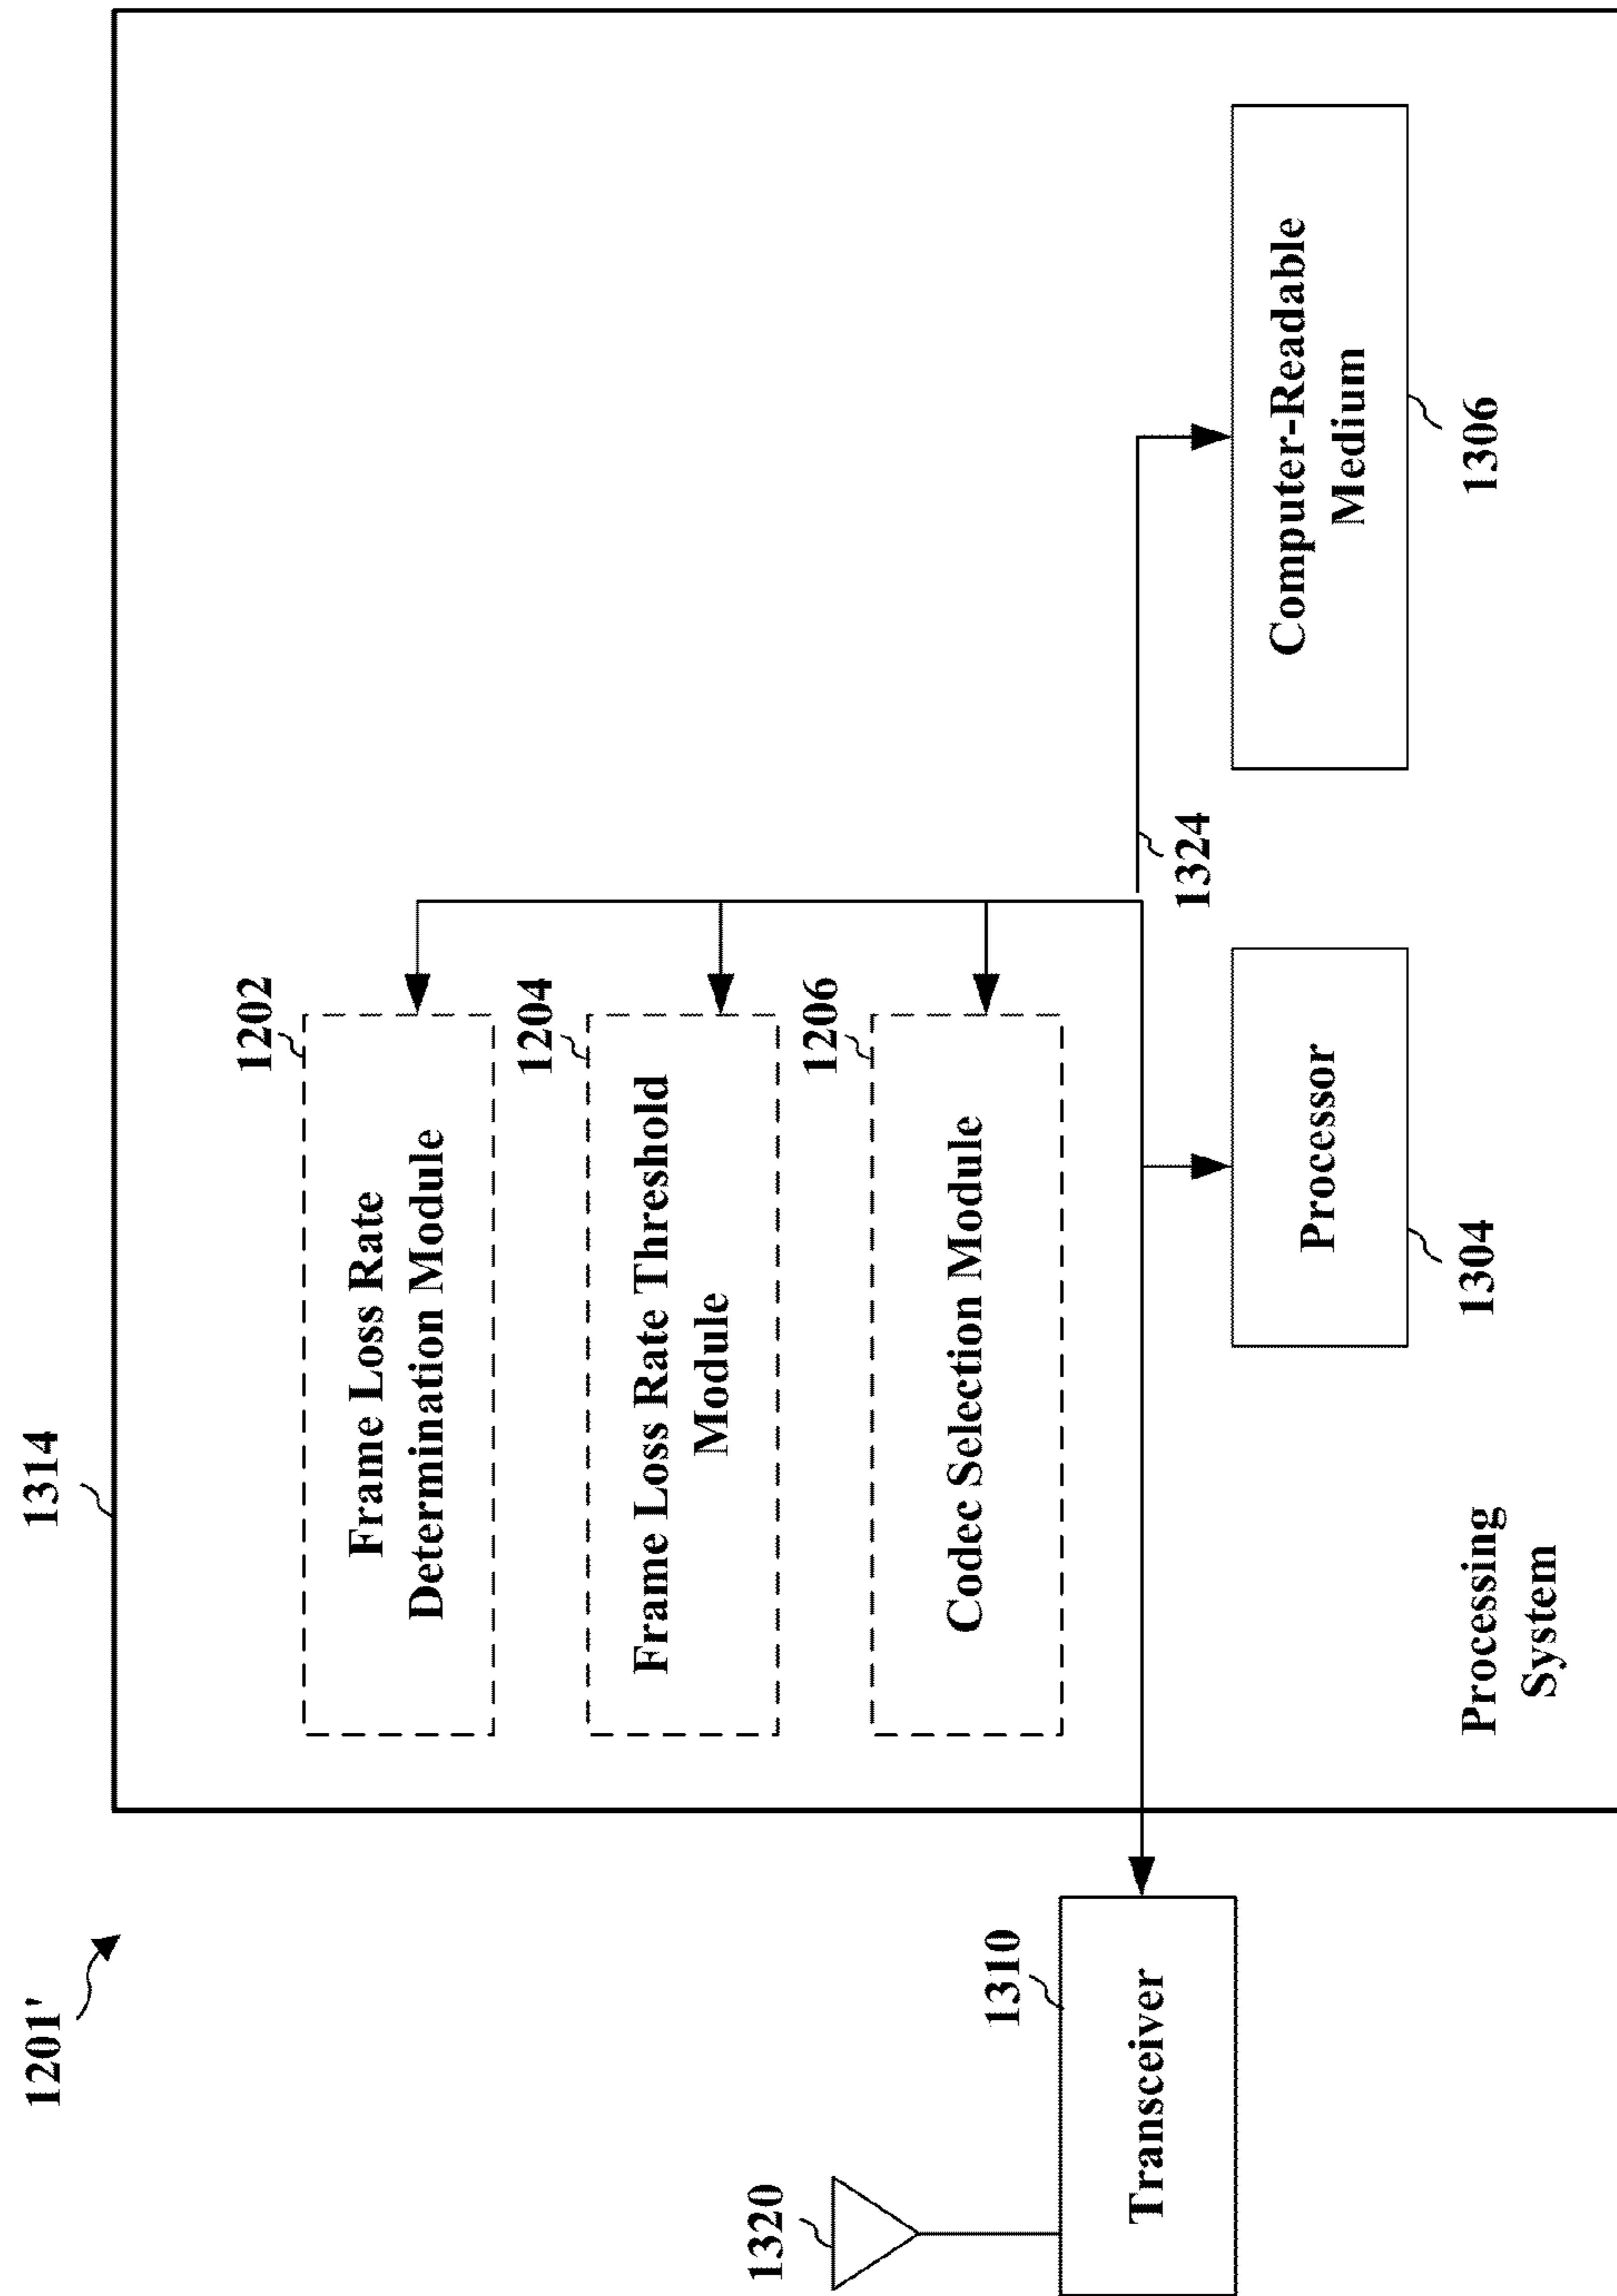 1201'
1314
1202
Frame Loss Rate
Determination Module
1204
Frame Loss Rate Threshold
Module
1206
Codec Selection Module
1320
1310
Transceiver
1324
Processor
1304
Computer-Readable
Medium
1306
Processing
System